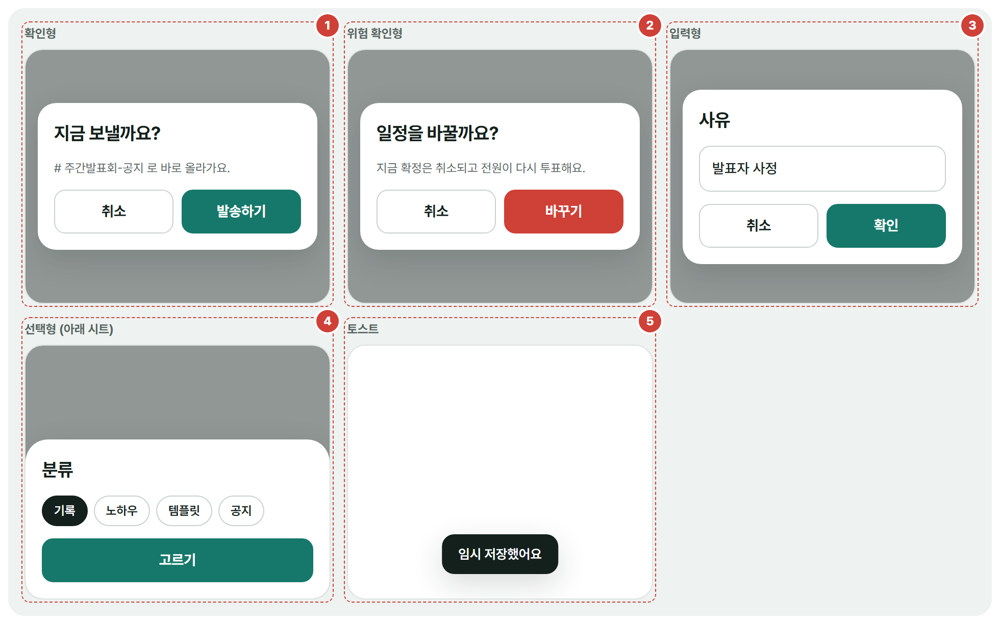 확인형
1
지금 보낼까요?
# 주간발표회-공지 로 바로 올라가요.
취소
발송하기
위험 확인형
2
일정을 바꿀까요?
지금 확정은 취소되고 전원이 다시 투표해요.
취소
바꾸기
입력형
3
사유
발표자 사정
취소
확인
선택형 (아래 시트)
4
분류
기록
노하우
템플릿
공지
고르기
토스트
5
임시 저장했어요